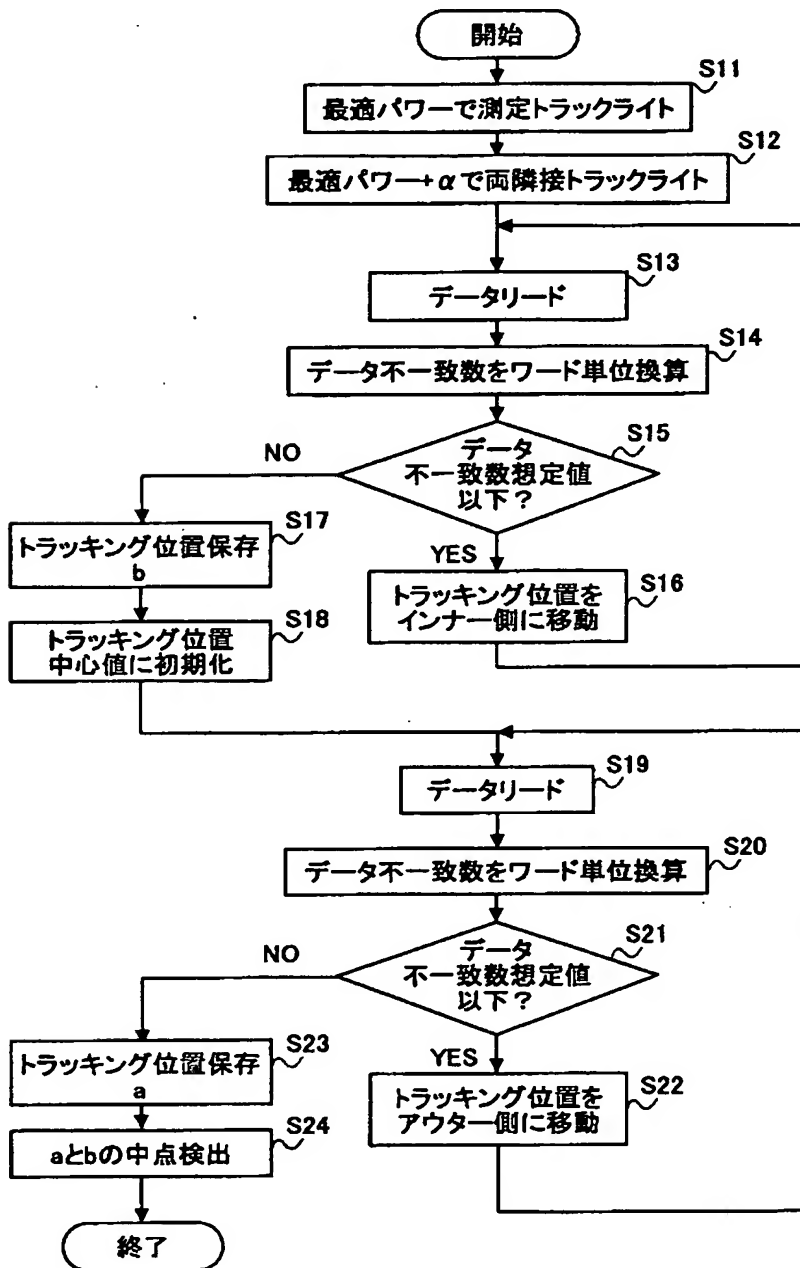 開始
S11
最適パワーで測定トラックライト
S12
最適パワー+αで両隣接トラックライト
S13
データリード
S14
データ不一致数をワード単位換算
S15
データ
不一致数想定値
以下?
NO
YES
S17
トラッキング位置保存
b
S16
トラッキング位置を
インナー側に移動
S18
トラッキング位置
中心値に初期化
S19
データリード
S20
データ不一致数をワード単位換算
S21
データ
不一致数想定値
以下?
NO
YES
S23
トラッキング位置保存
a
S22
トラッキング位置を
アウター側に移動
S24
aとbの中点検出
終了